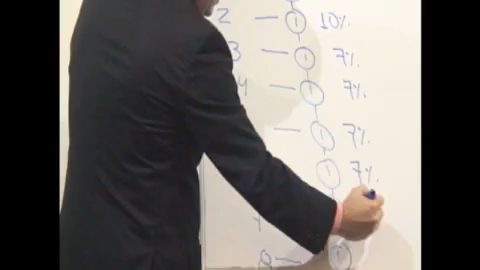 2 — 1 10%
3 — 1 7%.
4 — 1 7%.
— 1 7%.
1 7%.